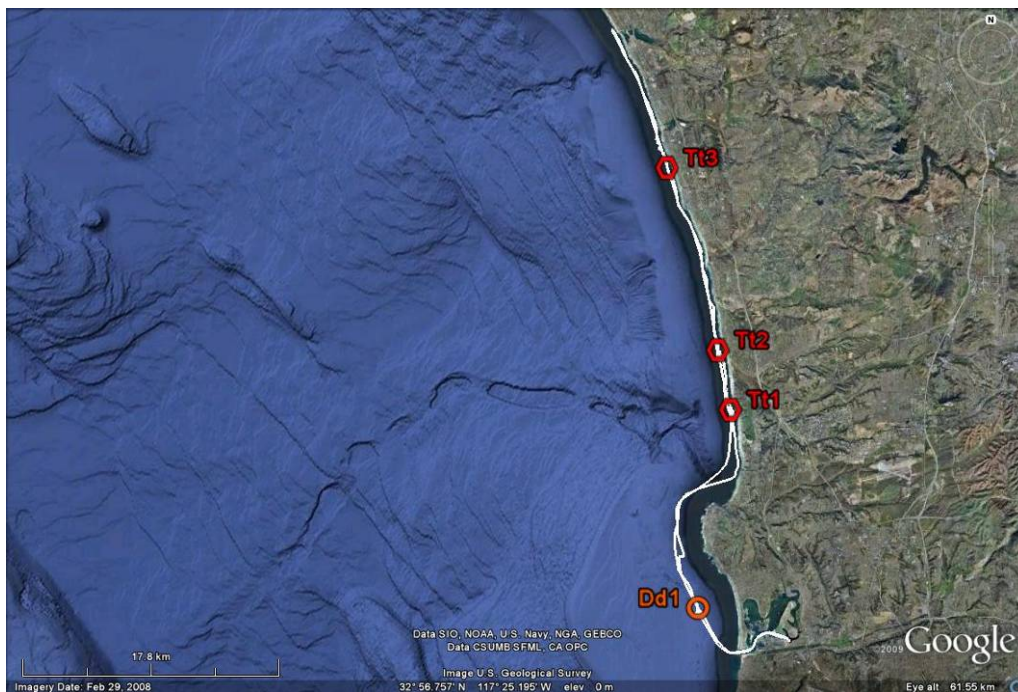 N
Tt3
Tt2
Tt1
Dd1
Data SIO, NOAA, U.S. Navy, NGA, GEBCO
Data CSUMB SFML, CA OPC
Image U.S. Geological Survey
©2009 Google
17.8 km
Imagery Date: Feb 29, 2008
32° 56.757' N 117° 25.195' W elev 0 m
Eye alt 61.55 km